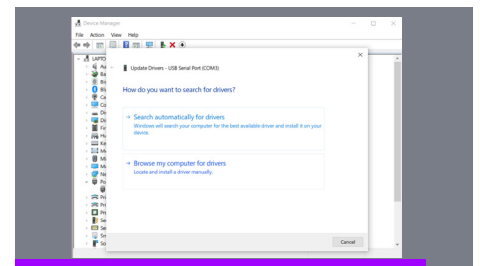 Device Manager
File Action View Help
LAPTO
Update Drivers - USB Serial Port (COM3)
How do you want to search for drivers?
→ Search automatically for drivers
Windows will search your computer for the best available driver and install it on your
device.
→ Browse my computer for drivers
Locate and install a driver manually.
Cancel